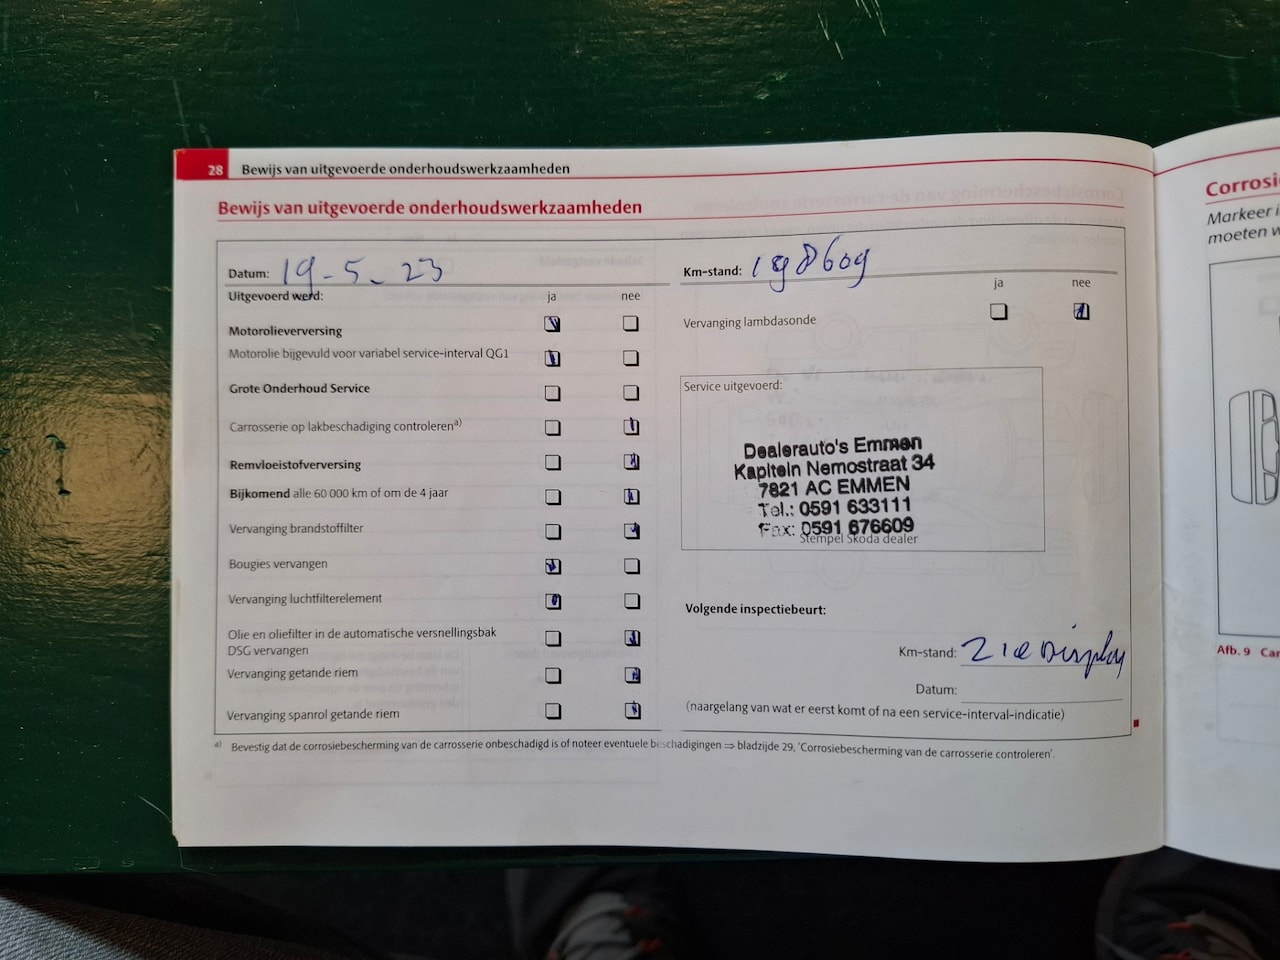 28 Bewijs van uitgevoerde onderhoudswerkzaamheden
Bewijs van uitgevoerde onderhoudswerkzaamheden
Datum: 19-5-23
Uitgevoerd werd: ja nee
Motorolieverversing
Motorolie bijgevuld voor variabel service-interval QG1
Grote Onderhoud Service
Carrosserie op lakbeschadiging controleren a)
Remvloeistofverversing
Bijkomend alle 60 000 km of om de 4 jaar
Vervanging brandstoffilter
Bougies vervangen
Vervanging luchtfilterelement
Olie en oliefilter in de automatische versnellingsbak
DSG vervangen
Vervanging getande riem
Vervanging spanrol getande riem
Km-stand: 198609
ja nee
Vervanging lambdasonde
Service uitgevoerd:
Dealerauto's Emmen
Kapitein Nemostraat 34
7821 AC EMMEN
Tel.: 0591 633111
Fax: 0591 676609
Stempel Škoda dealer
Volgende inspectiebeurt:
Km-stand: Zie Display
Datum:
(naargelang van wat er eerst komt of na een service-interval-indicatie)
a) Bevestig dat de corrosiebescherming van de carrosserie onbeschadigd is of noteer eventuele beschadigingen ⇒ bladzijde 29, 'Corrosiebescherming van de carrosserie controleren'.
Corrosi
Markeer i
moeten w
Afb. 9 Car